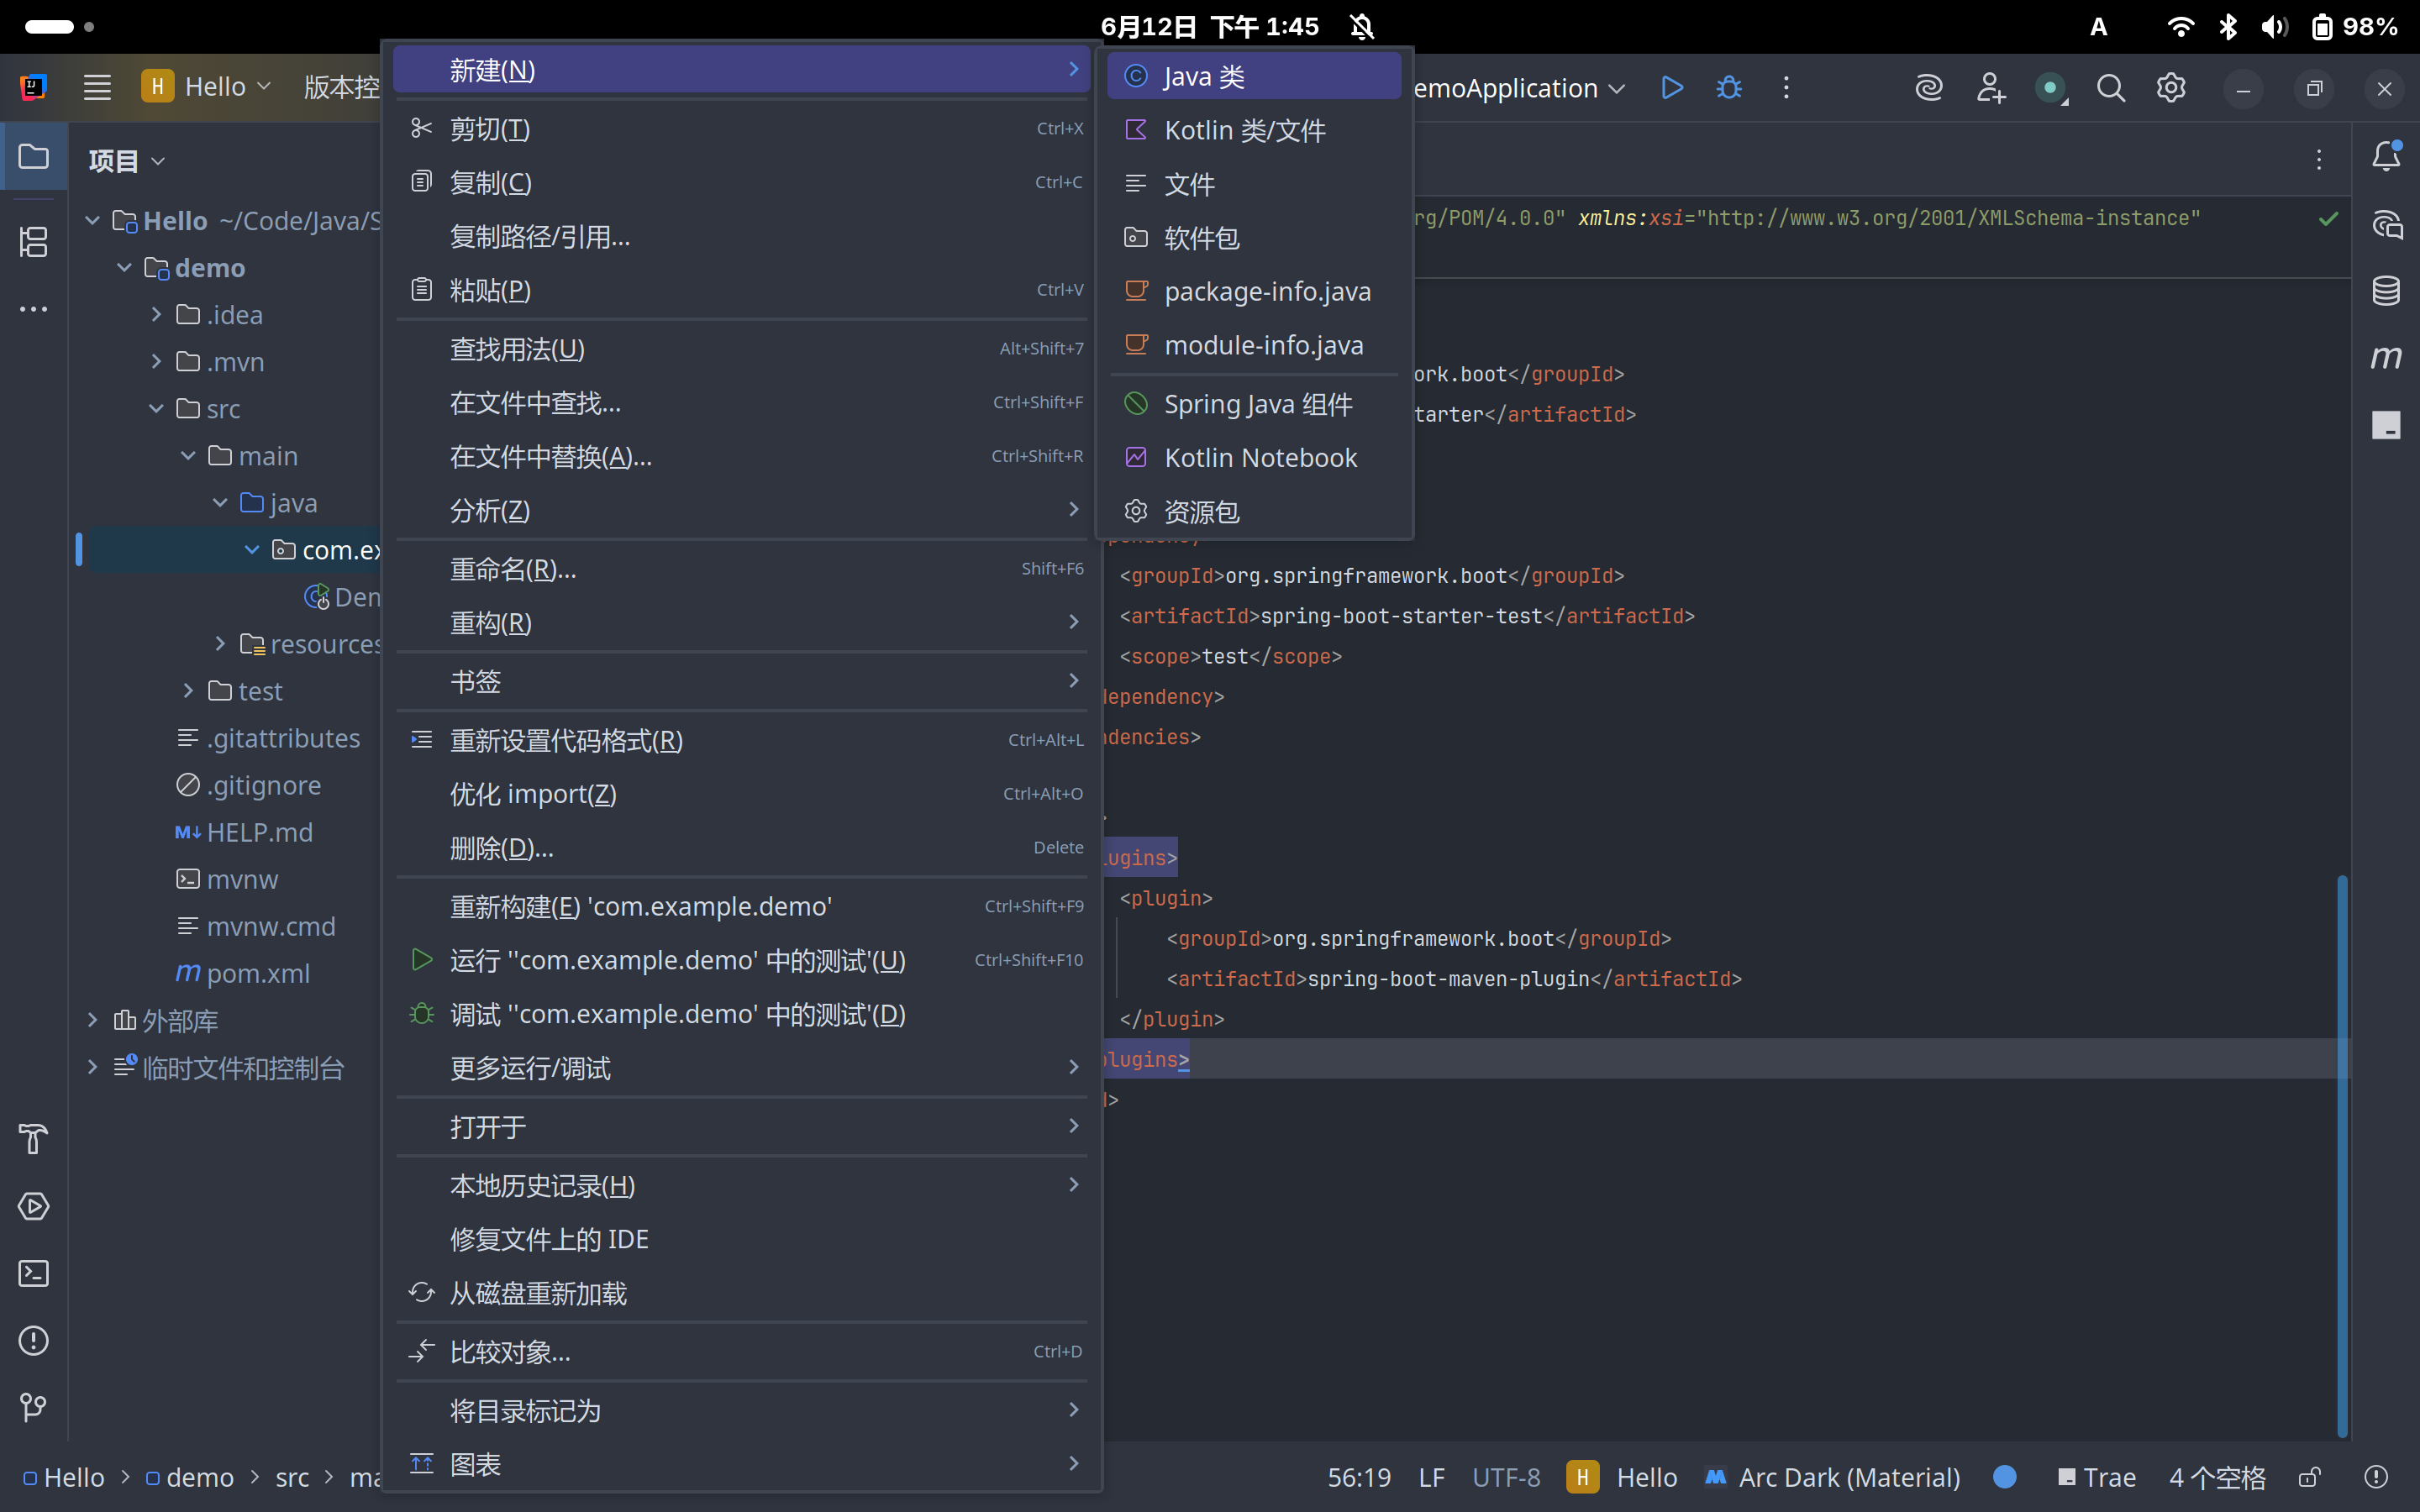 6月12日 下午 1:45
A
98%
H Hello 版本控
emoApplication
项目
Hello ~/Code/Java/S
demo
.idea
.mvn
src
main
java
com.ex
Den
resources
test
.gitattributes
.gitignore
M↓ HELP.md
mvnw
mvnw.cmd
m pom.xml
外部库
临时文件和控制台
新建(N)
剪切(T) Ctrl+X
复制(C) Ctrl+C
复制路径/引用...
粘贴(P) Ctrl+V
查找用法(U) Alt+Shift+7
在文件中查找... Ctrl+Shift+F
在文件中替换(A)... Ctrl+Shift+R
分析(Z)
重命名(R)... Shift+F6
重构(R)
书签
重新设置代码格式(R) Ctrl+Alt+L
优化 import(Z) Ctrl+Alt+O
删除(D)... Delete
重新构建(E) 'com.example.demo' Ctrl+Shift+F9
运行 ''com.example.demo' 中的测试'(U) Ctrl+Shift+F10
调试 ''com.example.demo' 中的测试'(D)
更多运行/调试
打开于
本地历史记录(H)
修复文件上的 IDE
从磁盘重新加载
比较对象... Ctrl+D
将目录标记为
图表
Java 类
Kotlin 类/文件
文件
软件包
package-info.java
module-info.java
Spring Java 组件
Kotlin Notebook
资源包
rg/POM/4.0.0" xmlns:xsi="http://www.w3.org/2001/XMLSchema-instance"
ork.boot</groupId>
tarter</artifactId>
<groupId>org.springframework.boot</groupId>
<artifactId>spring-boot-starter-test</artifactId>
<scope>test</scope>
dependency>
ndencies>
lugins>
<plugin>
<groupId>org.springframework.boot</groupId>
<artifactId>spring-boot-maven-plugin</artifactId>
</plugin>
plugins>
d>
m
Hello > demo > src > ma
56:19 LF UTF-8 H Hello Arc Dark (Material) Trae 4 个空格